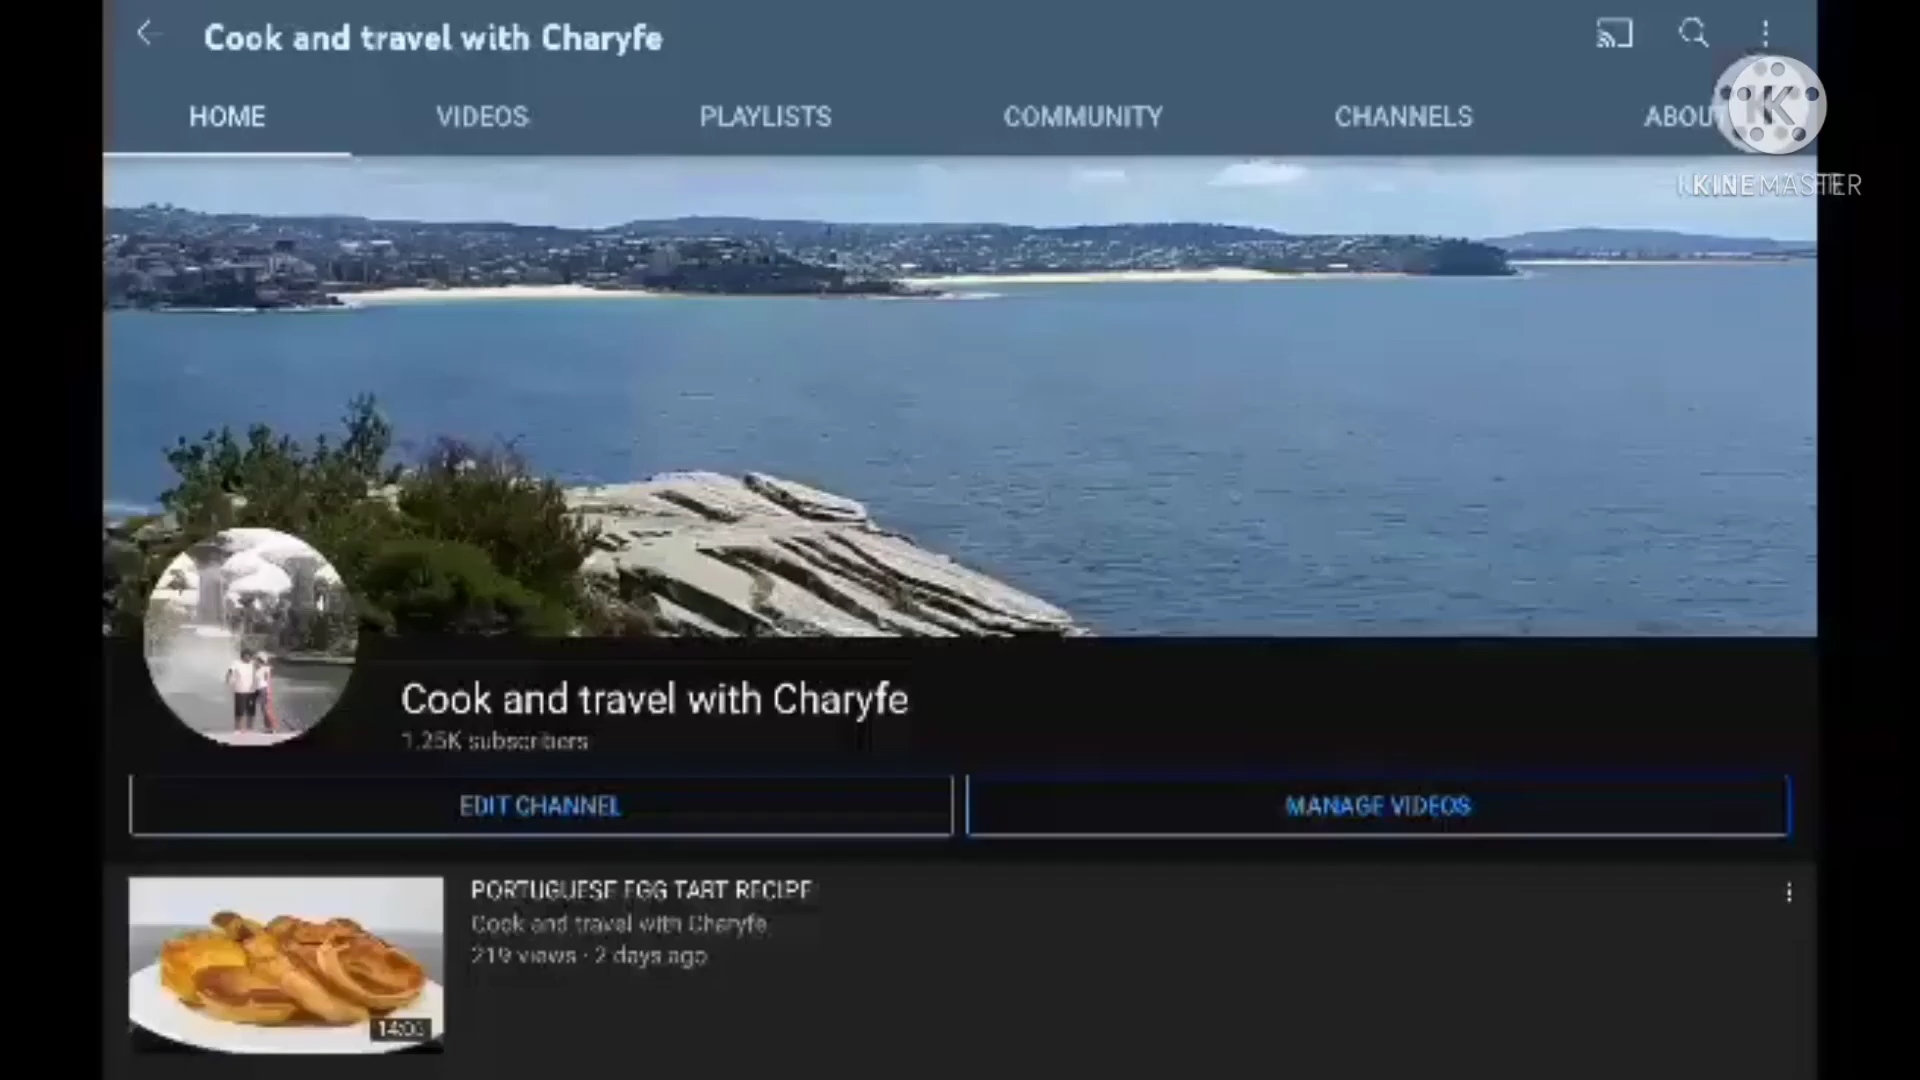 Cook and travel with Charyfe
HOME VIDEOS PLAYLISTS COMMUNITY CHANNELS ABOUT
KINEMASTER
Cook and travel with Charyfe
1.25K subscribers
EDIT CHANNEL MANAGE VIDEOS
PORTUGUESE EGG TART RECIPE
Cook and travel with Charyfe
219 views · 2 days ago